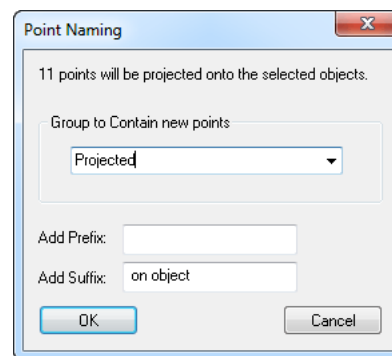 Point Naming
11 points will be projected onto the selected objects.
Group to Contain new points
Projected
Add Prefix:
Add Suffix: on object
OK Cancel